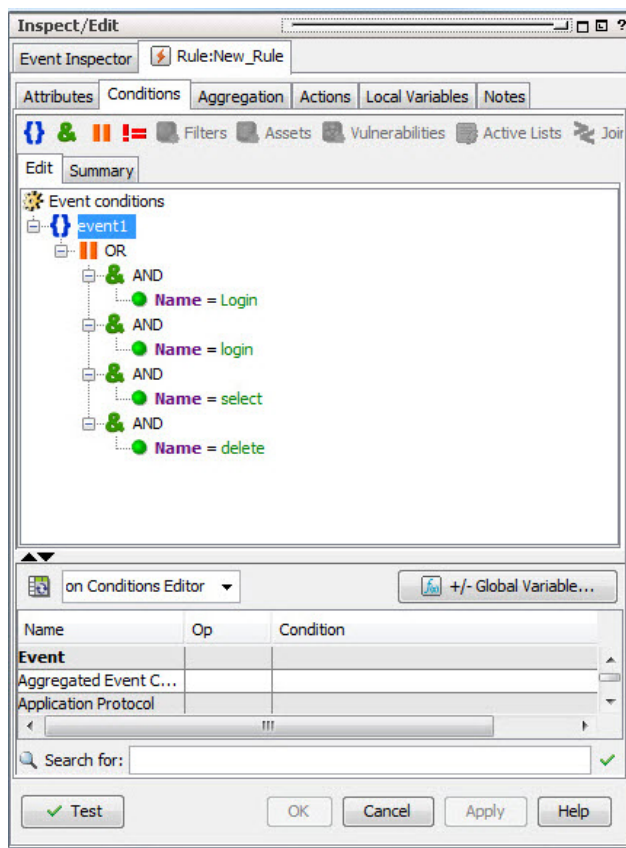 Inspect/Edit ?
Event Inspector Rule:New_Rule
Attributes Conditions Aggregation Actions Local Variables Notes
{} & != Filters Assets Vulnerabilities Active Lists Join
Edit Summary
Event conditions
{} event1
OR
& AND
Name = Login
& AND
Name = login
& AND
Name = select
& AND
Name = delete
on Conditions Editor +/- Global Variable...
Name Op Condition
Event
Aggregated Event C...
Application Protocol
Search for:
Test OK Cancel Apply Help